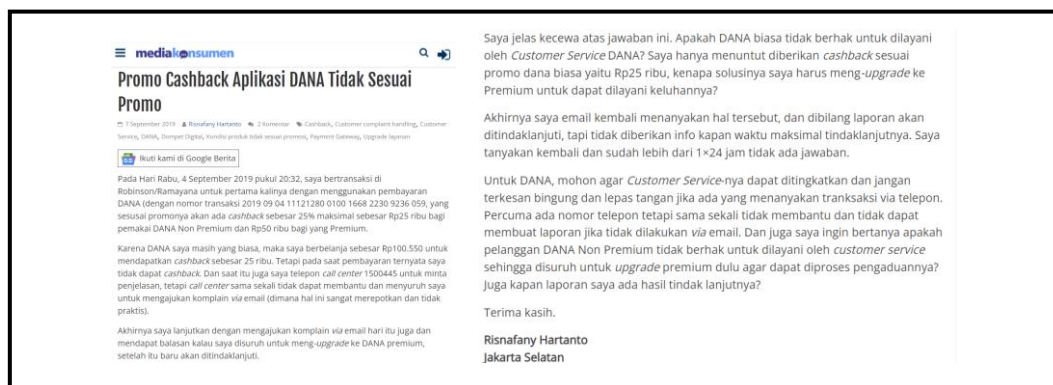 mediakonsumen
Promo Cashback Aplikasi DANA Tidak Sesuai
Promo
7 September 2019 Risnafany Hartanto 2 Komentar Cashback, Customer complaint handling, Customer
Service, DANA, Dompet Digital, Kondisi produk tidak sesuai promosi, Payment Gateway, Upgrade layanan
Ikuti kami di Google Berita
Pada Hari Rabu, 4 September 2019 pukul 20:32, saya bertransaksi di
Robinson/Ramayana untuk pertama kalinya dengan menggunakan pembayaran
DANA (dengan nomor transaksi 2019 09 04 11121280 0100 1668 2230 9236 059, yang
sesusai promonya akan ada cashback sebesar 25% maksimal sebesar Rp25 ribu bagi
pemakai DANA Non Premium dan Rp50 ribu bagi yang Premium.
Karena DANA saya masih yang biasa, maka saya berbelanja sebesar Rp100.550 untuk
mendapatkan cashback sebesar 25 ribu. Tetapi pada saat pembayaran ternyata saya
tidak dapat cashback. Dan saat itu juga saya telepon call center 1500445 untuk minta
penjelasan, tetapi call center sama sekali tidak dapat membantu dan menyuruh saya
untuk mengajukan komplain via email (dimana hal ini sangat merepotkan dan tidak
praktis).
Akhirnya saya lanjutkan dengan mengajukan komplain via email hari itu juga dan
mendapat balasan kalau saya disuruh untuk meng-upgrade ke DANA premium,
setelah itu baru akan ditindaklanjuti.
Saya jelas kecewa atas jawaban ini. Apakah DANA biasa tidak berhak untuk dilayani
oleh Customer Service DANA? Saya hanya menuntut diberikan cashback sesuai
promo dana biasa yaitu Rp25 ribu, kenapa solusinya saya harus meng-upgrade ke
Premium untuk dapat dilayani keluhannya?
Akhirnya saya email kembali menanyakan hal tersebut, dan dibilang laporan akan
ditindaklanjuti, tapi tidak diberikan info kapan waktu maksimal tindaklanjutnya. Saya
tanyakan kembali dan sudah lebih dari 1×24 jam tidak ada jawaban.
Untuk DANA, mohon agar Customer Service-nya dapat ditingkatkan dan jangan
terkesan bingung dan lepas tangan jika ada yang menanyakan tranksaksi via telepon.
Percuma ada nomor telepon tetapi sama sekali tidak membantu dan tidak dapat
membuat laporan jika tidak dilakukan via email. Dan juga saya ingin bertanya apakah
pelanggan DANA Non Premium tidak berhak untuk dilayani oleh customer service
sehingga disuruh untuk upgrade premium dulu agar dapat diproses pengaduannya?
Juga kapan laporan saya ada hasil tindak lanjutnya?
Terima kasih.
Risnafany Hartanto
Jakarta Selatan